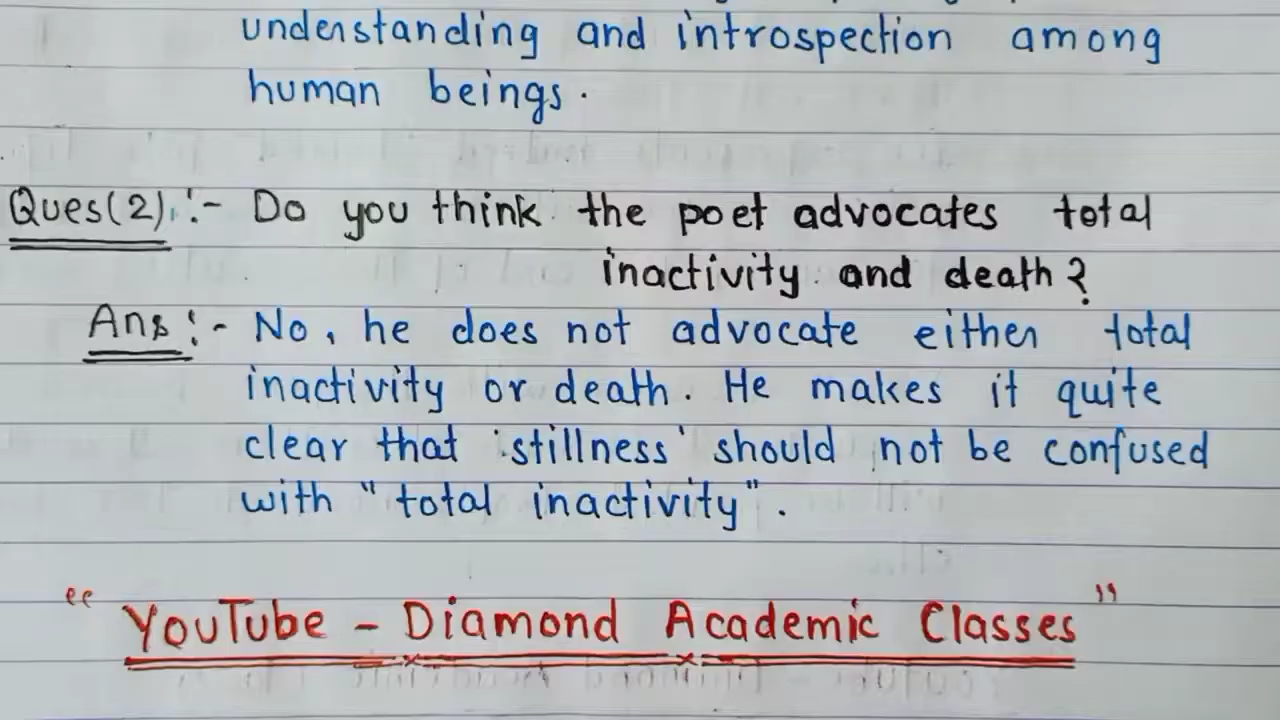 understanding and introspection among
human beings.
Ques(2):- Do you think the poet advocates total
inactivity and death?
Ans:- No, he does not advocate either total
inactivity or death. He makes it quite
clear that 'stillness' should not be confused
with "total inactivity".
"YouTube - Diamond Academic Classes"